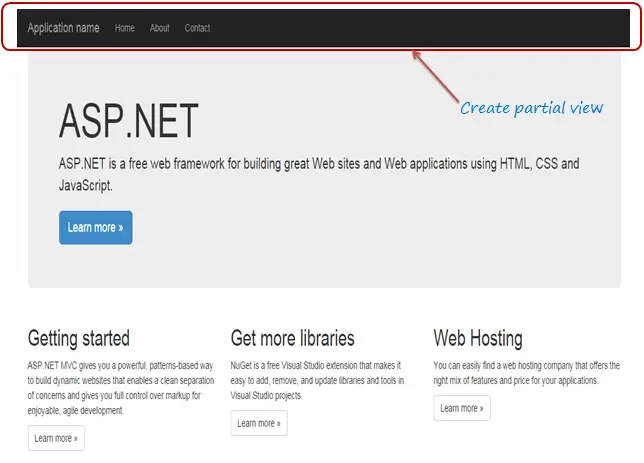 Application name Home About Contact
Create partial view
ASP.NET
ASP.NET is a free web framework for building great Web sites and Web applications using HTML, CSS and
JavaScript.
Learn more »
Getting started
ASP.NET MVC gives you a powerful, patterns-based way
to build dynamic websites that enables a clean separation
of concerns and gives you full control over markup for
enjoyable, agile development.
Learn more »
Get more libraries
NuGet is a free Visual Studio extension that makes it
easy to add, remove, and update libraries and tools in
Visual Studio projects.
Learn more »
Web Hosting
You can easily find a web hosting company that offers the
right mix of features and price for your applications.
Learn more »